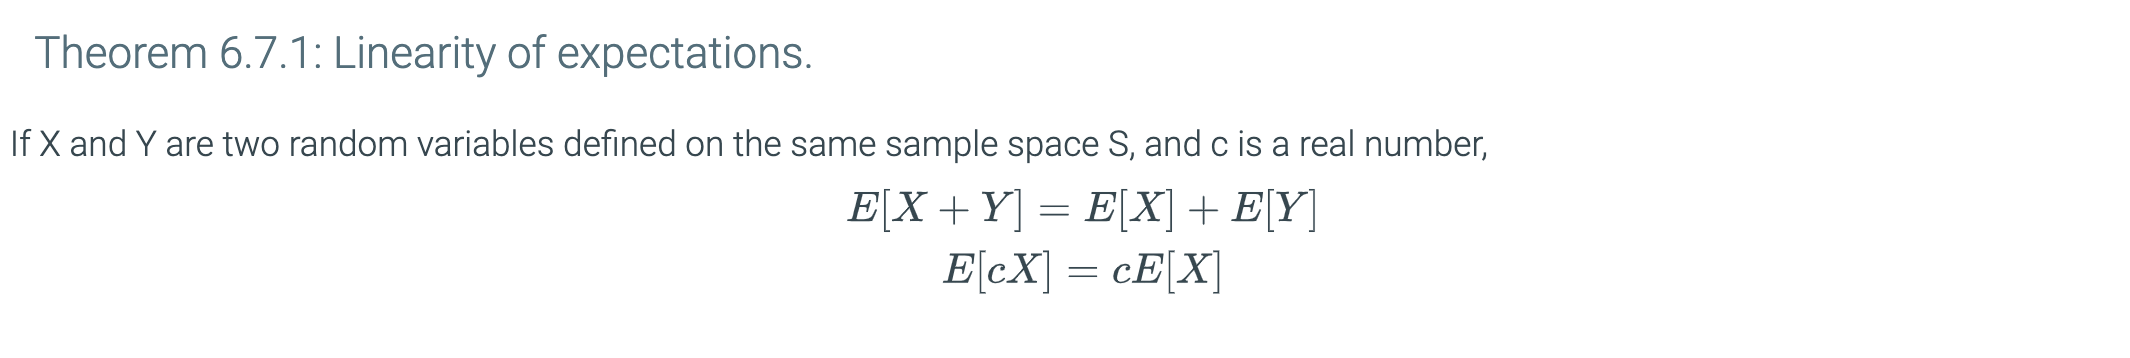 Theorem 6.7.1: Linearity of expectations.
If X and Y are two random variables defined on the same sample space S, and c is a real number,
E[X + Y] = E[X] + E[Y]
E[cX] = cE[X]